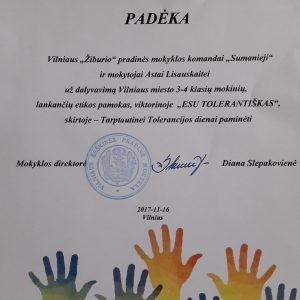 PADĖKA
Vilniaus „Žiburio“ pradinės mokyklos komandai „Sumanieji“
ir mokytojai Astai Lisauskaitei
už dalyvavimą Vilniaus miesto 3-4 klasių mokinių,
lankančių etikos pamokas, viktorinoje „ESU TOLERANTIŠKAS“,
skirtoje – Tarptautinei Tolerancijos dienai paminėti
Mokyklos direktorė
Diana Slepakovienė
2017-11-16
Vilnius